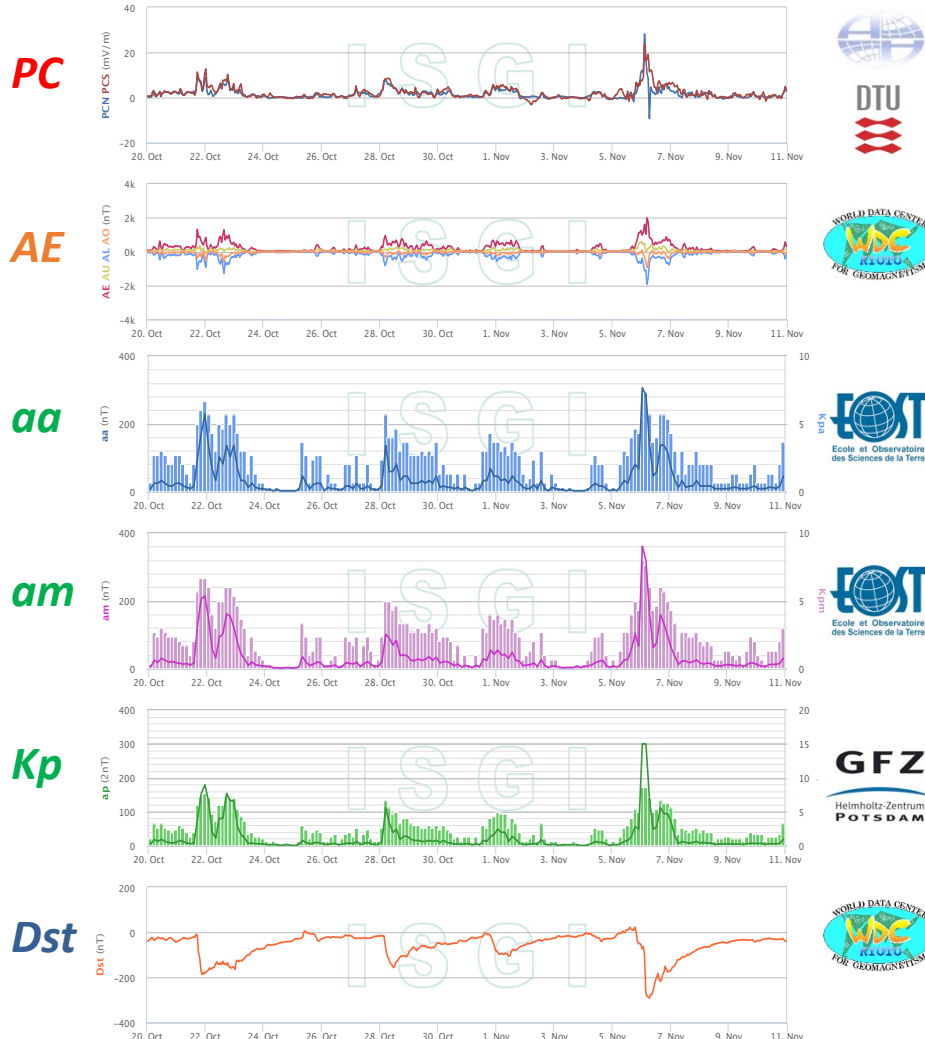 PC
PCN PCS (mV/m)
40
20
0
−20
20. Oct 22. Oct 24. Oct 26. Oct 28. Oct 30. Oct 1. Nov 3. Nov 5. Nov 7. Nov 9. Nov 11. Nov
ISGI
DTU
AE
AE AU AL AO (nT)
4k
2k
0k
−2k
−4k
20. Oct 22. Oct 24. Oct 26. Oct 28. Oct 30. Oct 1. Nov 3. Nov 5. Nov 7. Nov 9. Nov 11. Nov
ISGI
WORLD DATA CENTER
WDC
KYOTO
FOR GEOMAGNETISM
aa
aa (nT)
400
200
0
10
5
0
Kpa
20. Oct 22. Oct 24. Oct 26. Oct 28. Oct 30. Oct 1. Nov 3. Nov 5. Nov 7. Nov 9. Nov 11. Nov
ISGI
EOST
Ecole et Observatoire
des Sciences de la Terre
am
am (nT)
400
200
0
10
5
0
Kpm
20. Oct 22. Oct 24. Oct 26. Oct 28. Oct 30. Oct 1. Nov 3. Nov 5. Nov 7. Nov 9. Nov 11. Nov
ISGI
EOST
Ecole et Observatoire
des Sciences de la Terre
Kp
ap (2nT)
400
300
200
100
0
20
15
10
5
0
20. Oct 22. Oct 24. Oct 26. Oct 28. Oct 30. Oct 1. Nov 3. Nov 5. Nov 7. Nov 9. Nov 11. Nov
ISGI
GFZ
Helmholtz-Zentrum
POTSDAM
Dst
Dst (nT)
200
0
−200
−400
20. Oct 22. Oct 24. Oct 26. Oct 28. Oct 30. Oct 1. Nov 3. Nov 5. Nov 7. Nov 9. Nov 11. Nov
ISGI
WORLD DATA CENTER
WDC
KYOTO
FOR GEOMAGNETISM